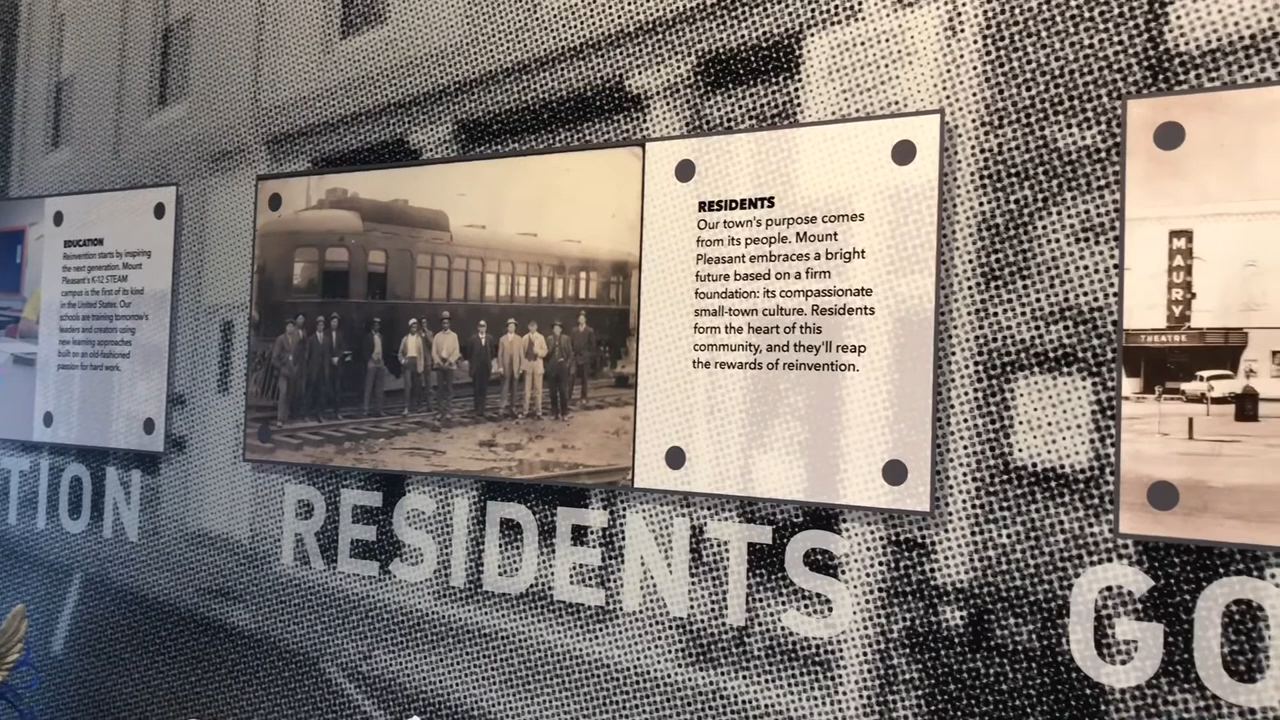 EDUCATION
Reinvention starts by inspiring
the next generation. Mount
Pleasant's K-12 STEAM
campus is the first of its kind
in the United States. Our
schools are training tomorrow's
leaders and creators using
new learning approaches
built on an old-fashioned
passion for hard work.
TION
RESIDENTS
Our town's purpose comes
from its people. Mount
Pleasant embraces a bright
future based on a firm
foundation: its compassionate
small-town culture. Residents
form the heart of this
community, and they'll reap
the rewards of reinvention.
RESIDENTS
MAURY
THEATRE
GO